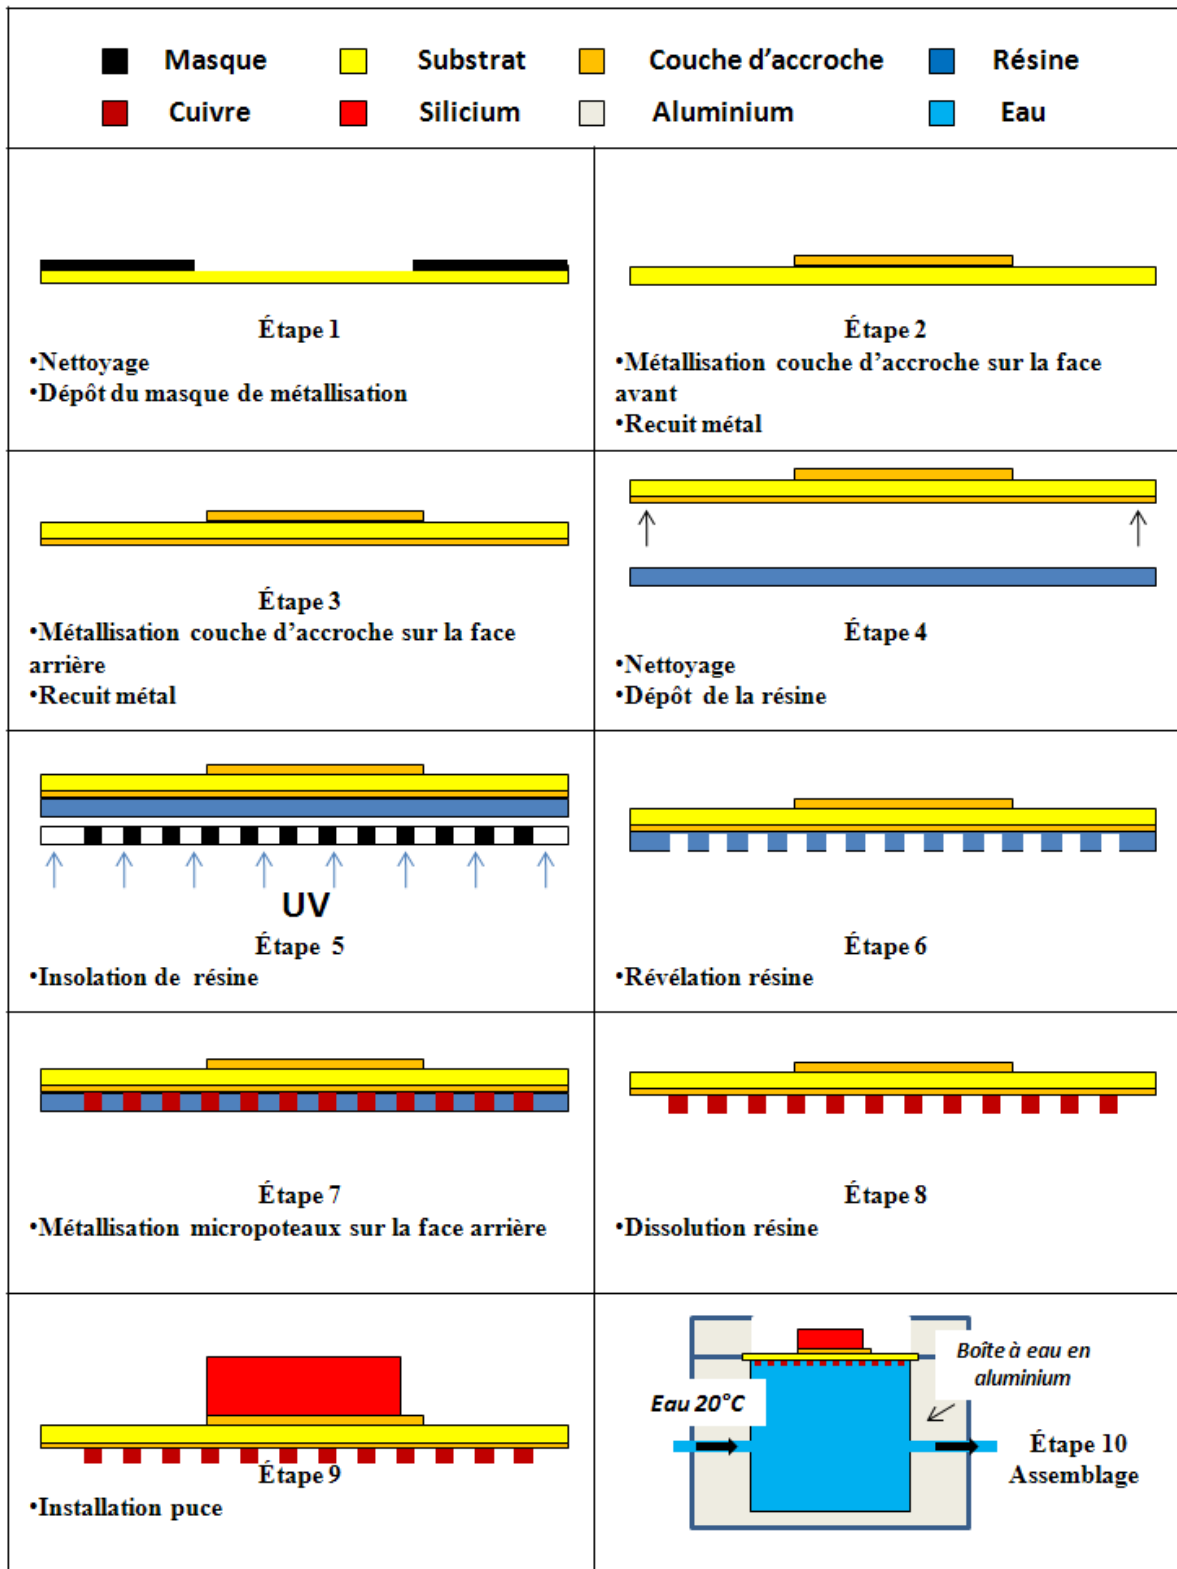 Masque Substrat Couche d'accroche Résine
Cuivre Silicium Aluminium Eau
Étape 1
•Nettoyage
•Dépôt du masque de métallisation
Étape 2
•Métallisation couche d'accroche sur la face
avant
•Recuit métal
Étape 3
•Métallisation couche d'accroche sur la face
arrière
•Recuit métal
Étape 4
•Nettoyage
•Dépôt de la résine
UV
Étape 5
•Insolation de résine
Étape 6
•Révélation résine
Étape 7
•Métallisation micropoteaux sur la face arrière
Étape 8
•Dissolution résine
Étape 9
•Installation puce
Boîte à eau en
aluminium
Eau 20°C
Étape 10
Assemblage